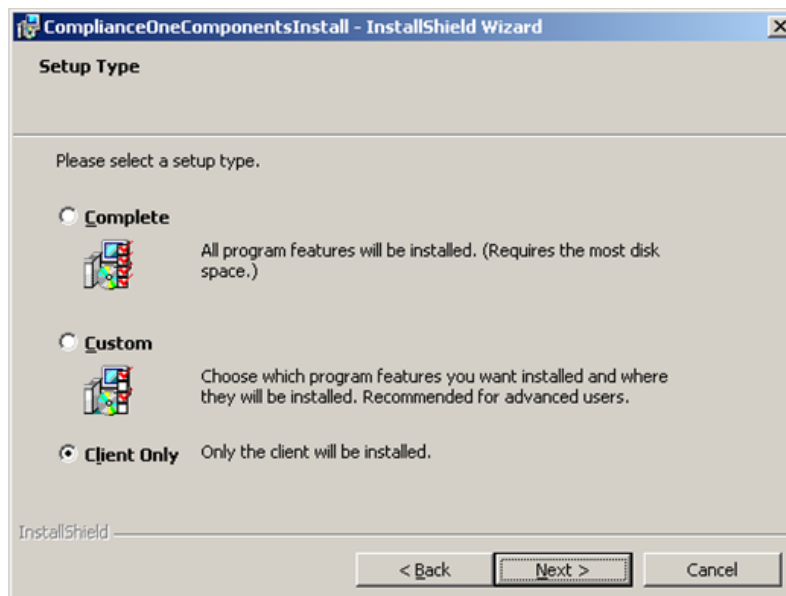 ComplianceOneComponentsInstall - InstallShield Wizard
Setup Type
Please select a setup type.
Complete
All program features will be installed. (Requires the most disk
space.)
Custom
Choose which program features you want installed and where
they will be installed. Recommended for advanced users.
Client Only Only the client will be installed.
InstallShield
< Back Next > Cancel